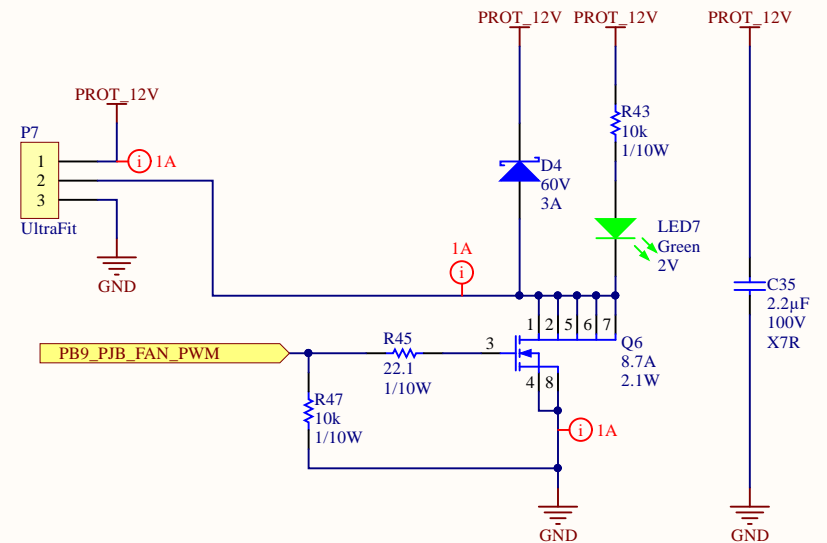 PROT_12V
PROT_12V
PROT_12V
PROT_12V
P7
1
2
3
UltraFit
i 1A
GND
D4
60V
3A
R43
10k
1/10W
LED7
Green
2V
1A
i
C35
2.2µF
100V
X7R
GND
1 2 5 6 7
PB9_PJB_FAN_PWM
R45
22.1
1/10W
3
4 8
Q6
8.7A
2.1W
R47
10k
1/10W
i 1A
GND